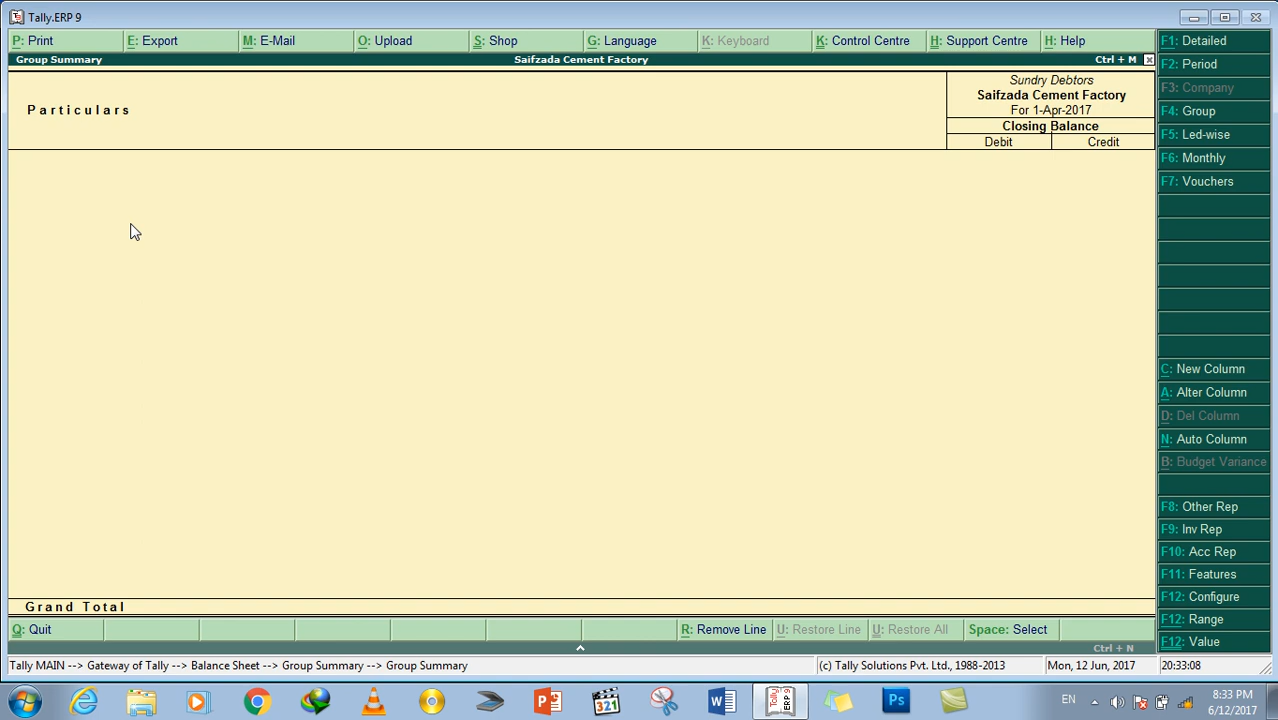 Tally.ERP 9
P: Print E: Export M: E-Mail O: Upload S: Shop G: Language K: Keyboard K: Control Centre H: Support Centre H: Help
Group Summary Saifzada Cement Factory Ctrl + M
Particulars
Sundry Debtors
Saifzada Cement Factory
For 1-Apr-2017
Closing Balance
Debit Credit
Grand Total
F1: Detailed
F2: Period
F3: Company
F4: Group
F5: Led-wise
F6: Monthly
F7: Vouchers
C: New Column
A: Alter Column
D: Del Column
N: Auto Column
B: Budget Variance
F8: Other Rep
F9: Inv Rep
F10: Acc Rep
F11: Features
F12: Configure
F12: Range
F12: Value
Q: Quit R: Remove Line U: Restore Line U: Restore All Space: Select
Ctrl + N
Tally MAIN --> Gateway of Tally --> Balance Sheet --> Group Summary --> Group Summary (c) Tally Solutions Pvt. Ltd., 1988-2013 Mon, 12 Jun, 2017 20:33:08
321 Tally ERP 9 Ps EN 8:33 PM
6/12/2017